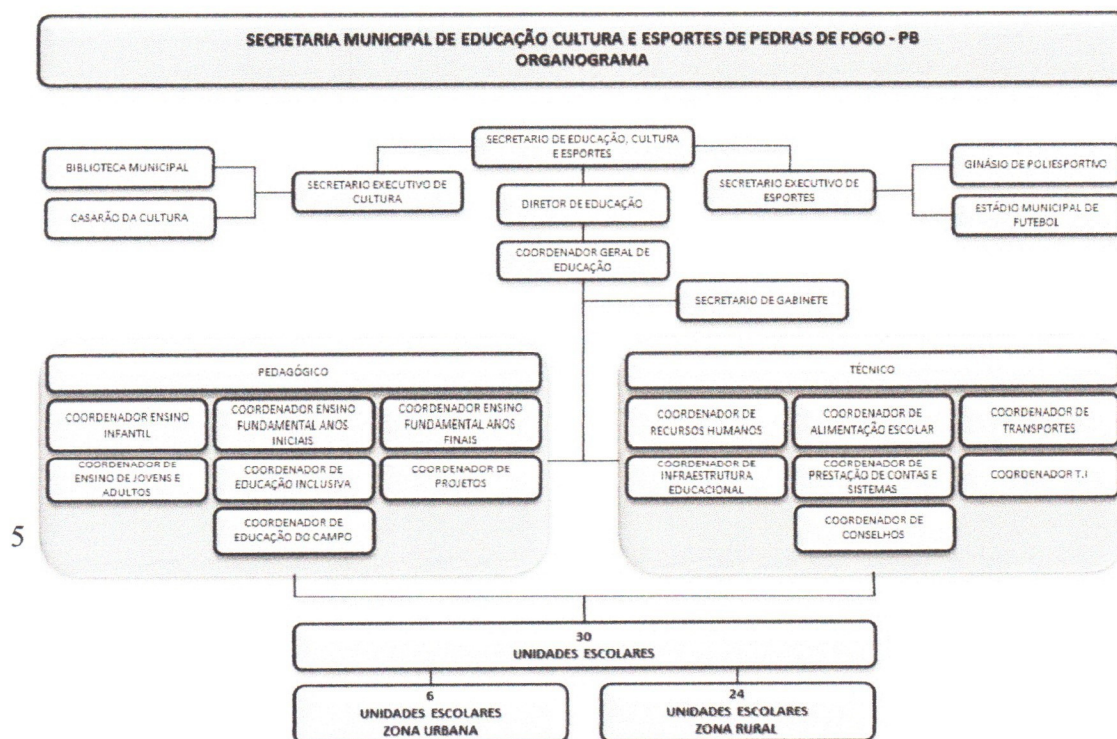 SECRETARIA MUNICIPAL DE EDUCAÇÃO CULTURA E ESPORTES DE PEDRAS DE FOGO - PB
ORGANOGRAMA
SECRETARIO DE EDUCAÇÃO, CULTURA
E ESPORTES
BIBLIOTECA MUNICIPAL
CASARÃO DA CULTURA
SECRETARIO EXECUTIVO DE
CULTURA
DIRETOR DE EDUCAÇÃO
SECRETARIO EXECUTIVO DE
ESPORTES
GINÁSIO DE POLIESPORTIVO
ESTÁDIO MUNICIPAL DE
FUTEBOL
COORDENADOR GERAL DE
EDUCAÇÃO
SECRETARIO DE GABINETE
PEDAGÓGICO
COORDENADOR ENSINO
INFANTIL
COORDENADOR ENSINO
FUNDAMENTAL ANOS
INICIAIS
COORDENADOR ENSINO
FUNDAMENTAL ANOS
FINAIS
COORDENADOR DE
ENSINO DE JOVENS E
ADULTOS
COORDENADOR DE
EDUCAÇÃO INCLUSIVA
COORDENADOR DE
PROJETOS
COORDENADOR DE
EDUCAÇÃO DO CAMPO
TÉCNICO
COORDENADOR DE
RECURSOS HUMANOS
COORDENADOR DE
ALIMENTAÇÃO ESCOLAR
COORDENADOR DE
TRANSPORTES
COORDENADOR DE
INFRAESTRUTURA
EDUCACIONAL
COORDENADOR DE
PRESTAÇÃO DE CONTAS E
SISTEMAS
COORDENADOR T.I
COORDENADOR DE
CONSELHOS
5
30
UNIDADES ESCOLARES
6
UNIDADES ESCOLARES
ZONA URBANA
24
UNIDADES ESCOLARES
ZONA RURAL